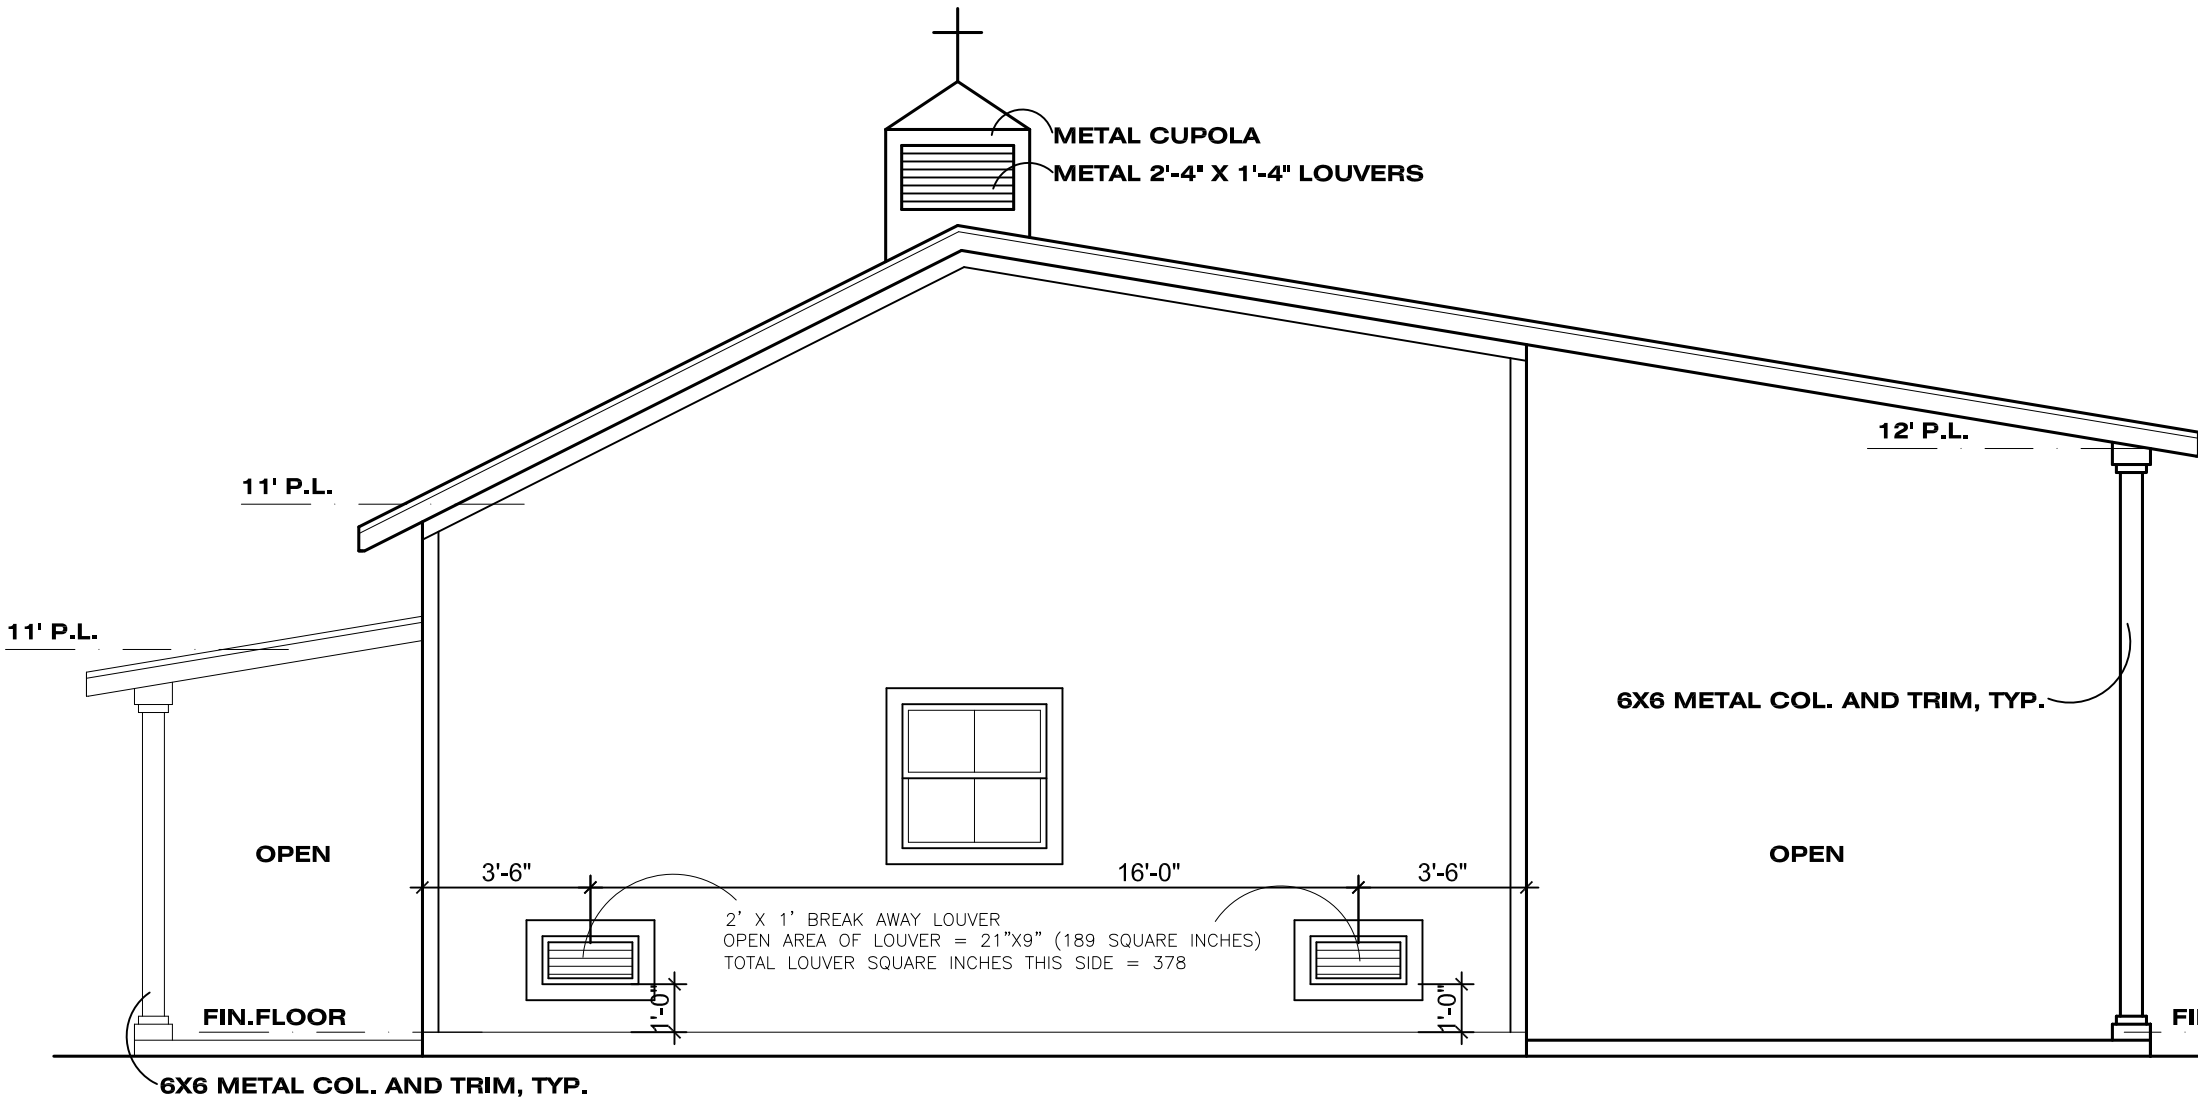 METAL CUPOLA
METAL 2'-4" X 1'-4" LOUVERS
12' P.L.
11' P.L.
11' P.L.
6X6 METAL COL. AND TRIM, TYP.
OPEN
OPEN
3'-6"
16'-0"
3'-6"
2' X 1' BREAK AWAY LOUVER
OPEN AREA OF LOUVER = 21"X9" (189 SQUARE INCHES)
TOTAL LOUVER SQUARE INCHES THIS SIDE = 378
1'-0"
1'-0"
FIN.FLOOR
6X6 METAL COL. AND TRIM, TYP.